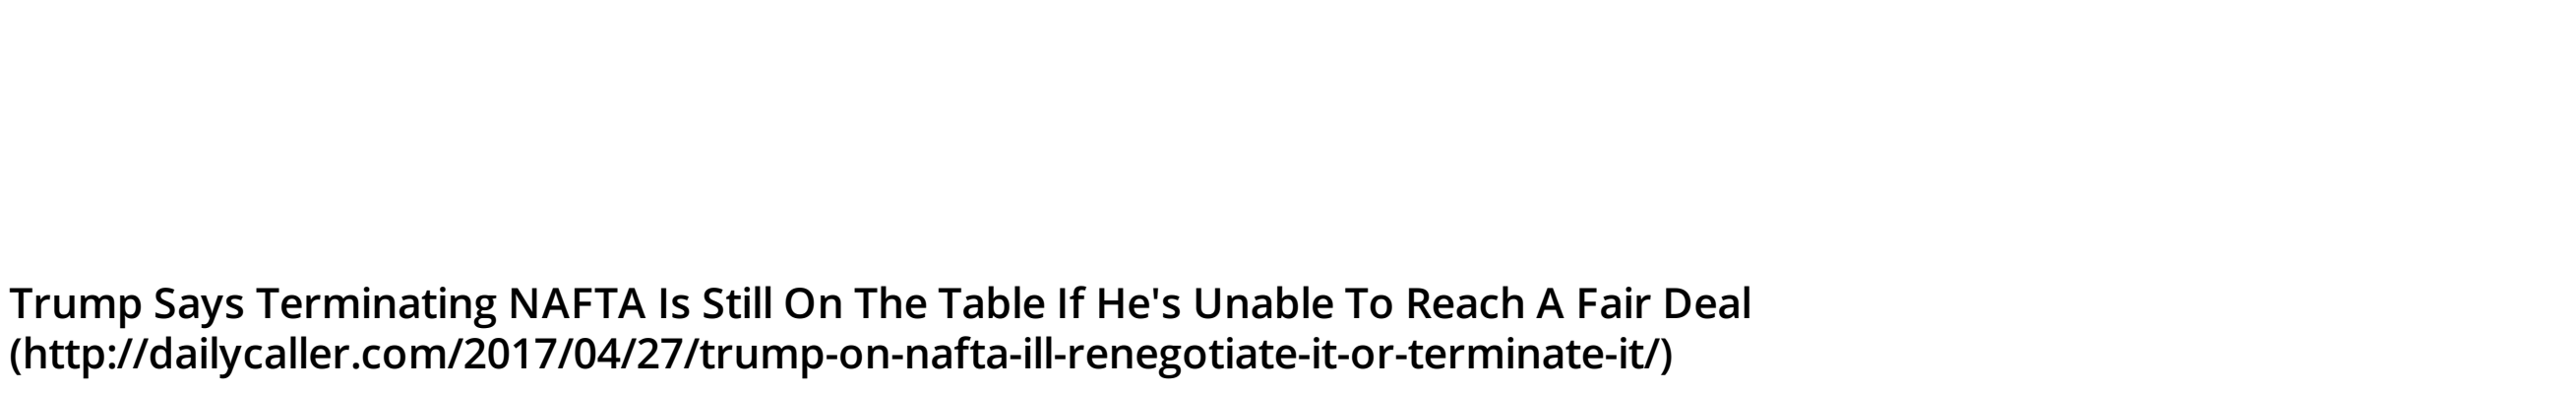 Trump Says Terminating NAFTA Is Still On The Table If He's Unable To Reach A Fair Deal
(http://dailycaller.com/2017/04/27/trump-on-nafta-ill-renegotiate-it-or-terminate-it/)